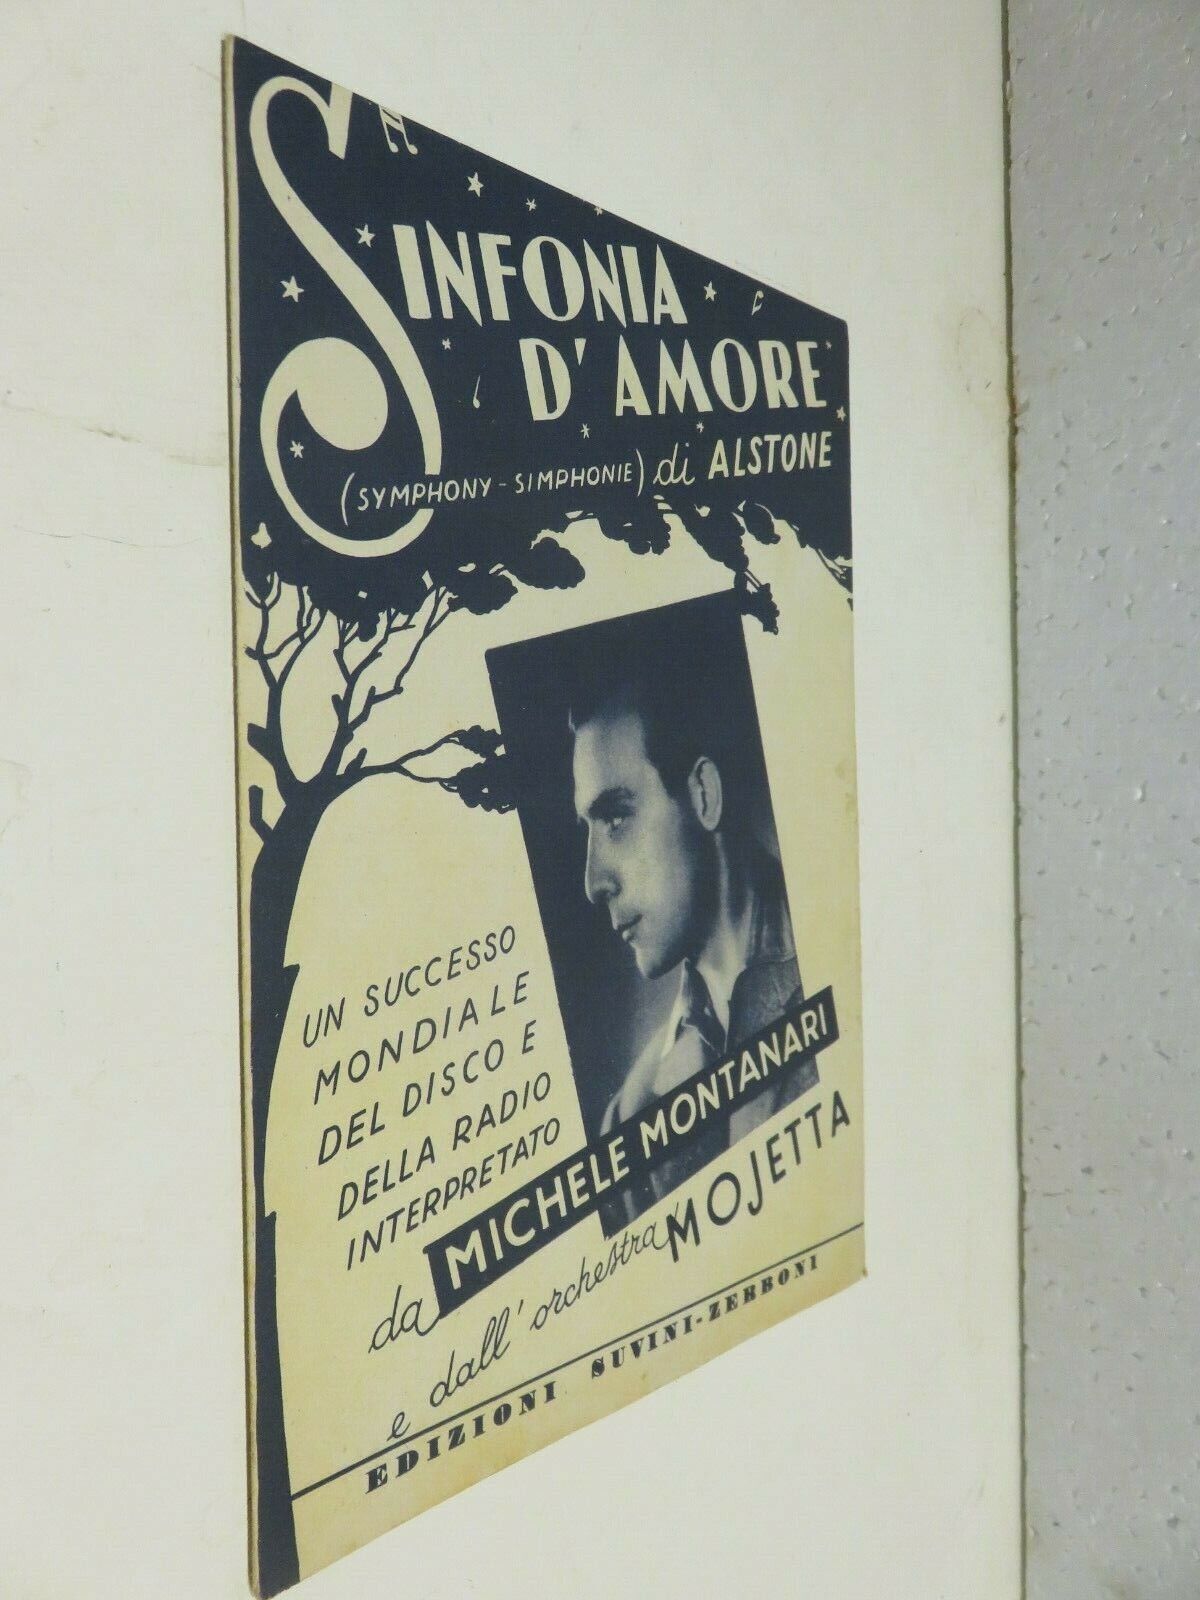 SINFONIA
D'AMORE
(SYMPHONY - SIMPHONIE) di ALSTONE
UN SUCCESSO
MONDIALE
DEL DISCO E
DELLA RADIO
INTERPRETATO
da MICHELE MONTANARI
e dall'orchestra MOJETTA
EDIZIONI SUVINI-ZERBONI